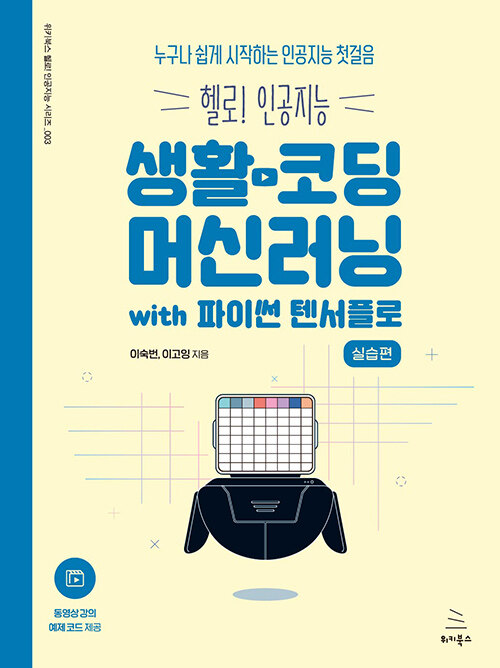 위키북스 헬로! 인공지능 시리즈_003
누구나 쉽게 시작하는 인공지능 첫걸음
헬로! 인공지능
생활코딩
머신러닝
with 파이썬 텐서플로
실습편
이숙번, 이고잉 지음
동영상 강의
예제 코드 제공
위키북스